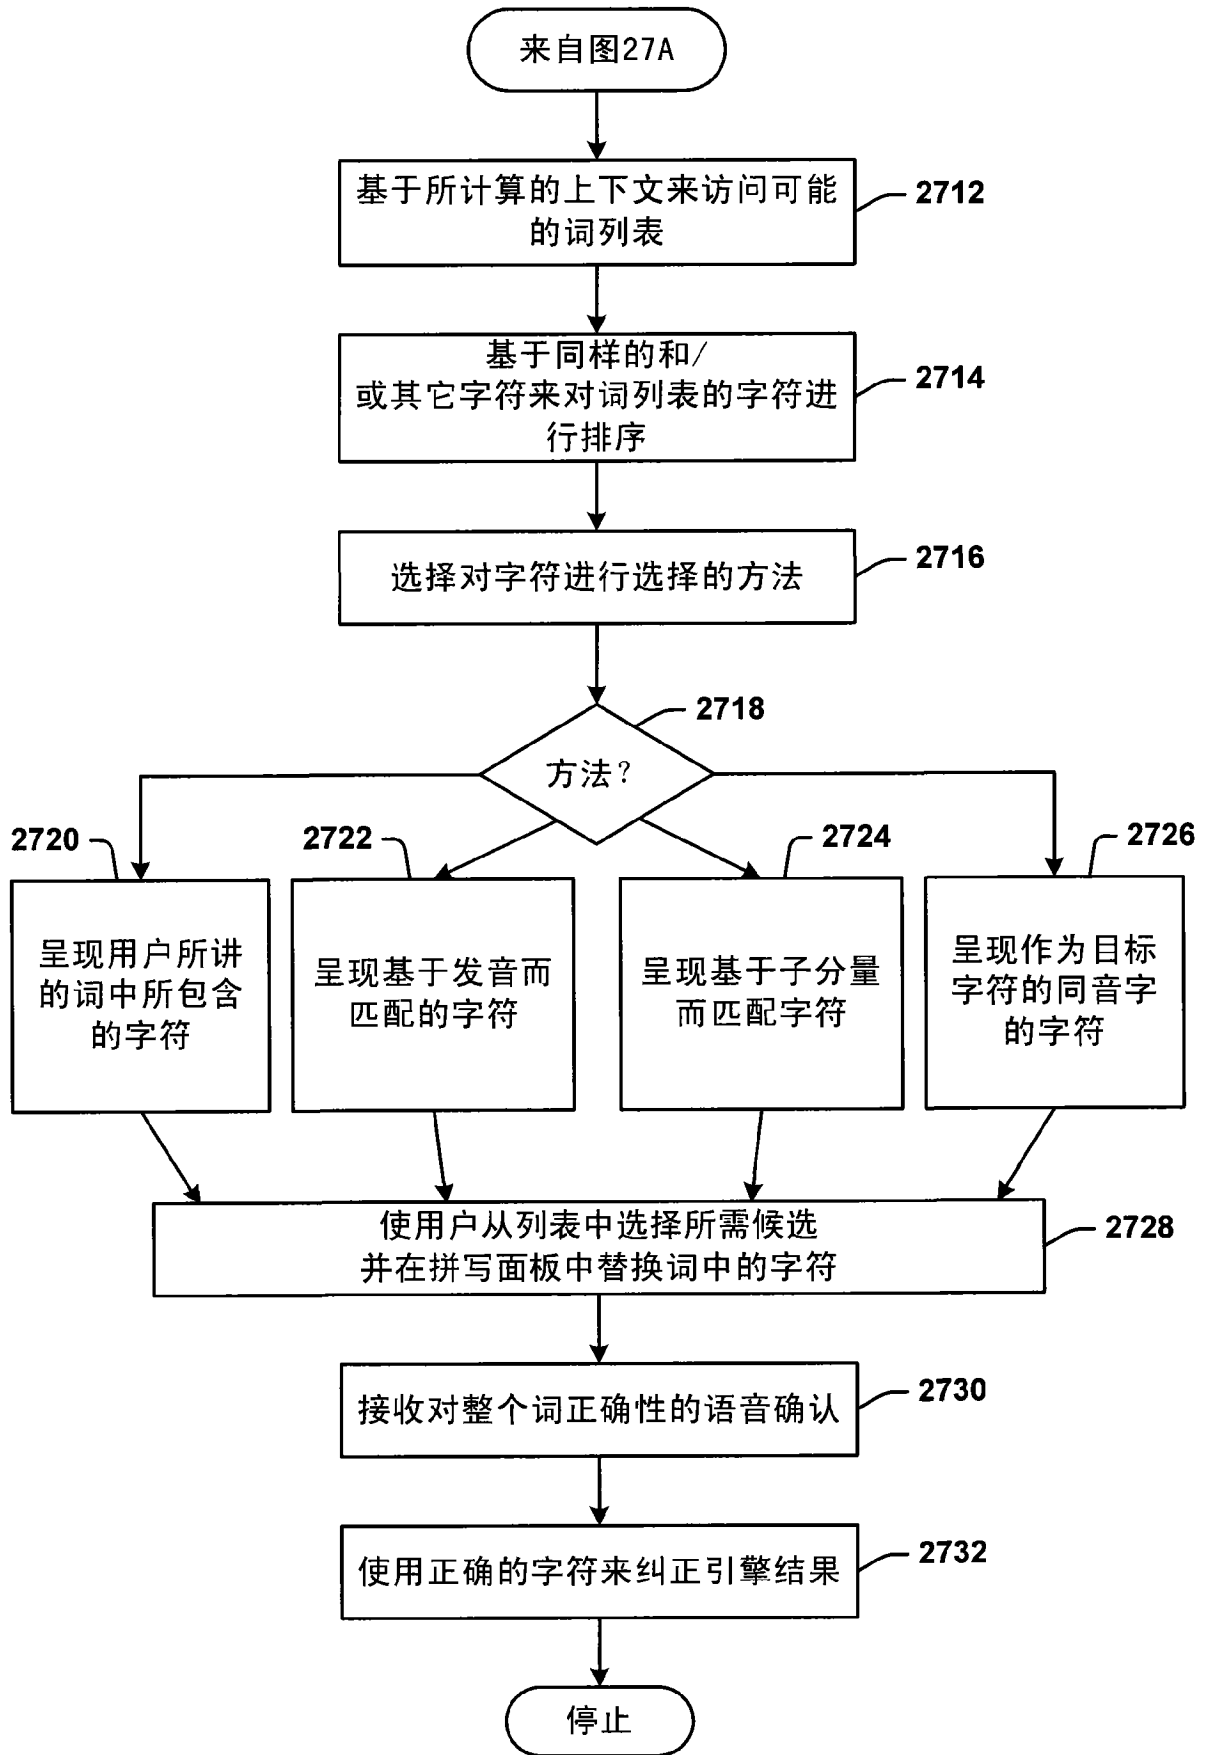 来自图27A
基于所计算的上下文来访问可能
的词列表
2712
基于同样的和/
或其它字符来对词列表的字符进
行排序
2714
选择对字符进行选择的方法
2716
方法?
2718
2720
呈现用户所讲
的词中所包含
的字符
2722
呈现基于发音而
匹配的字符
2724
呈现基于子分量
而匹配字符
2726
呈现作为目标
字符的同音字
的字符
使用户从列表中选择所需候选
并在拼写面板中替换词中的字符
2728
接收对整个词正确性的语音确认
2730
使用正确的字符来纠正引擎结果
2732
停止